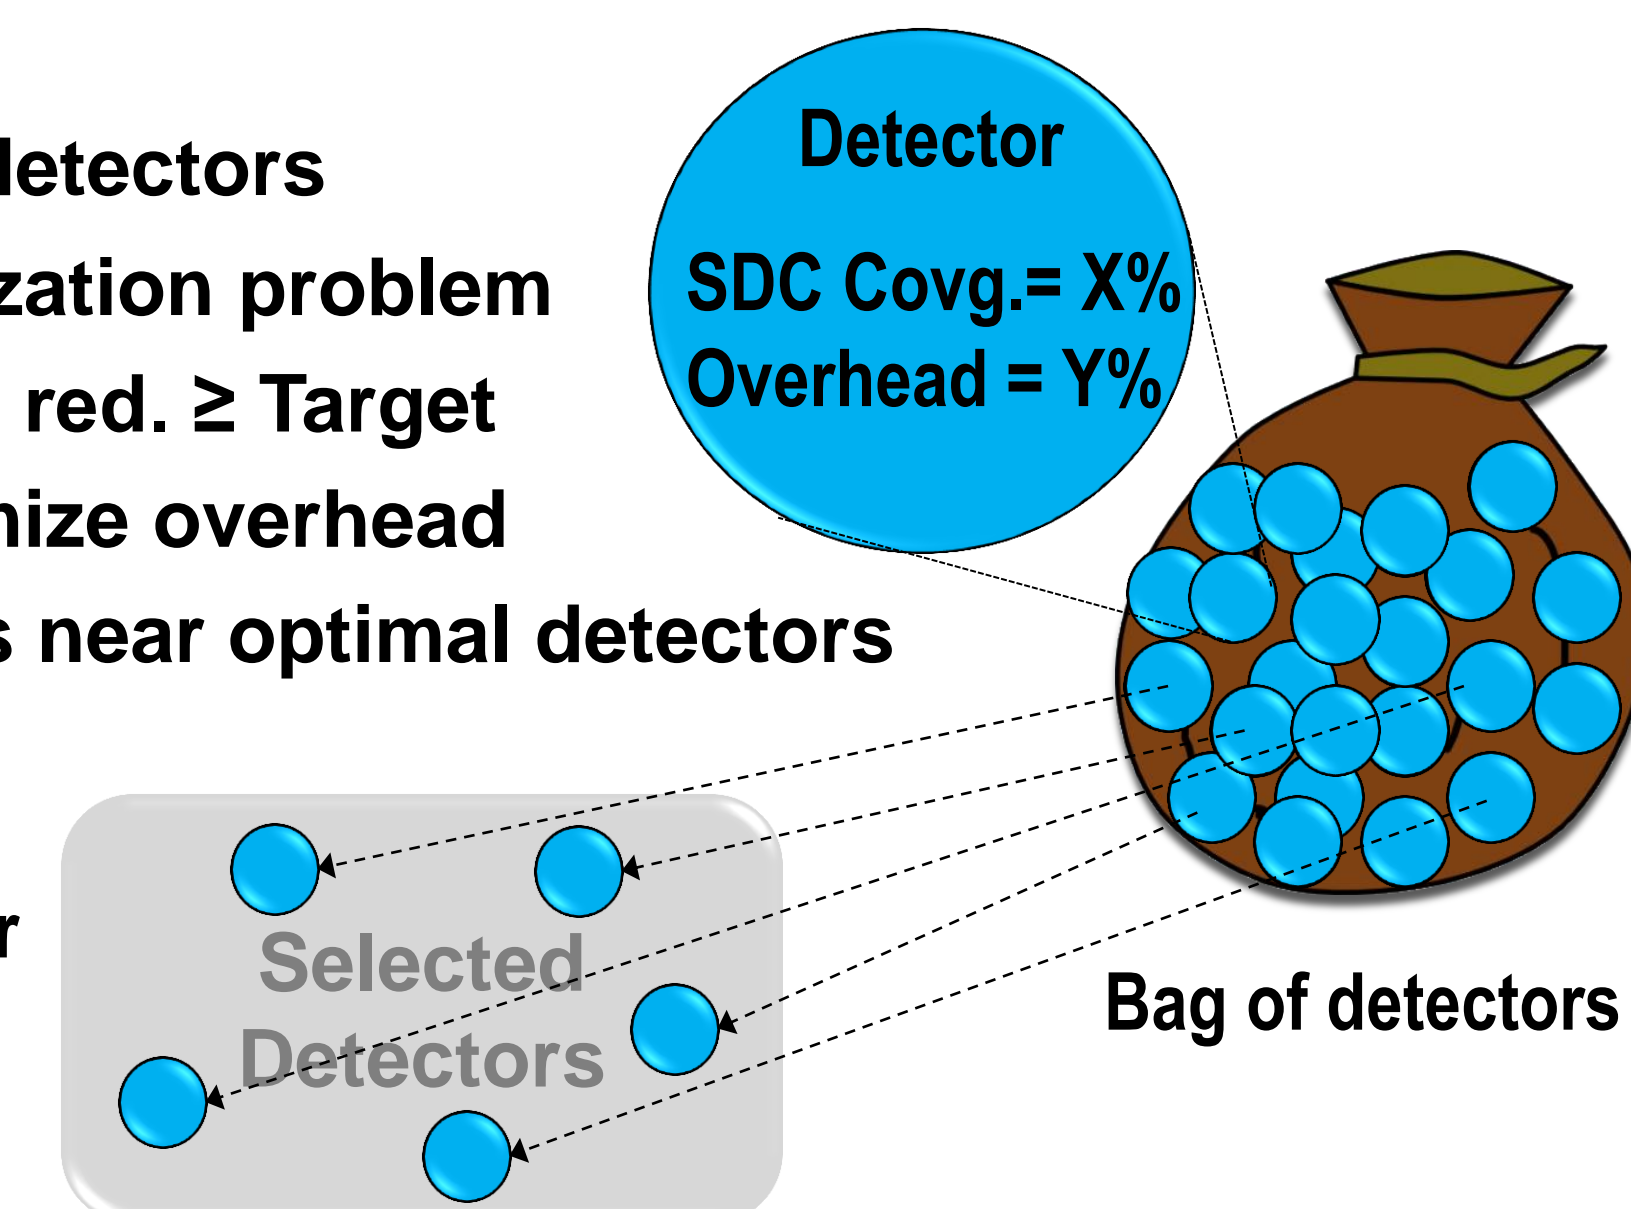 letectors
zation problem
red. ≥ Target
nize overhead
s near optimal detectors
r
Detector
SDC Covg.= X%
Overhead = Y%
Selected
Detectors
Bag of detectors